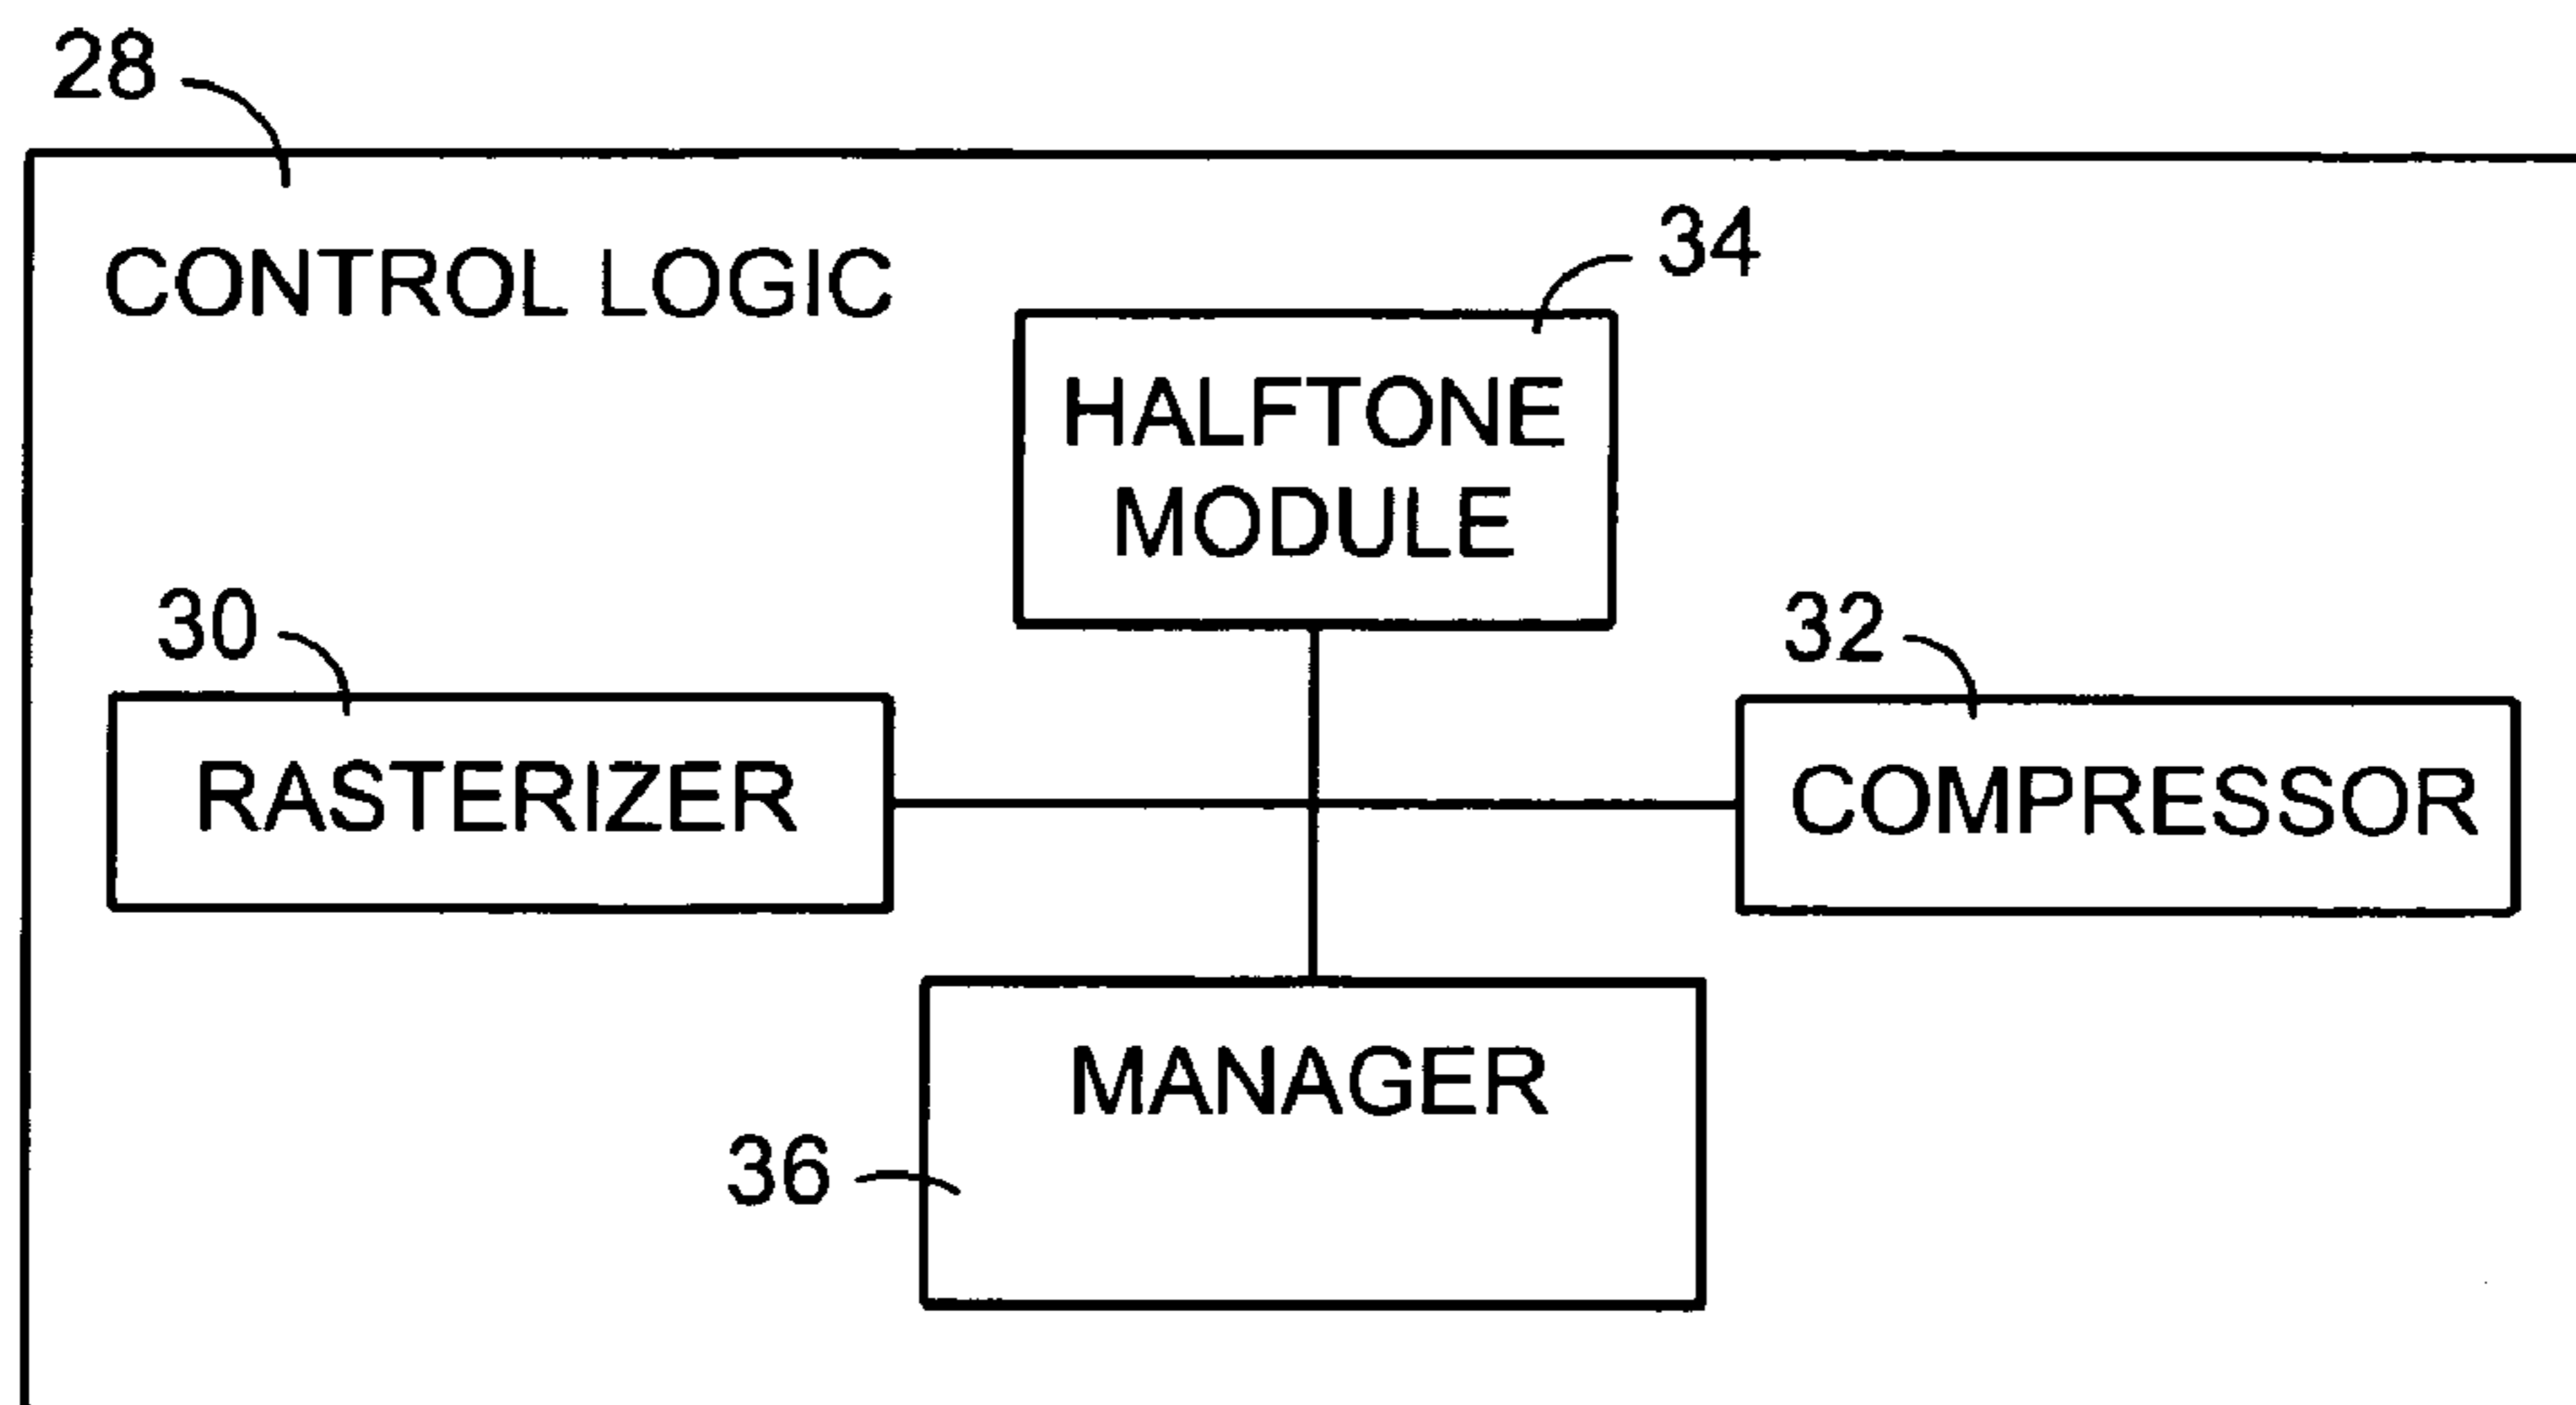 28
CONTROL LOGIC
34
HALFTONE
MODULE
30
RASTERIZER
32
COMPRESSOR
MANAGER
36